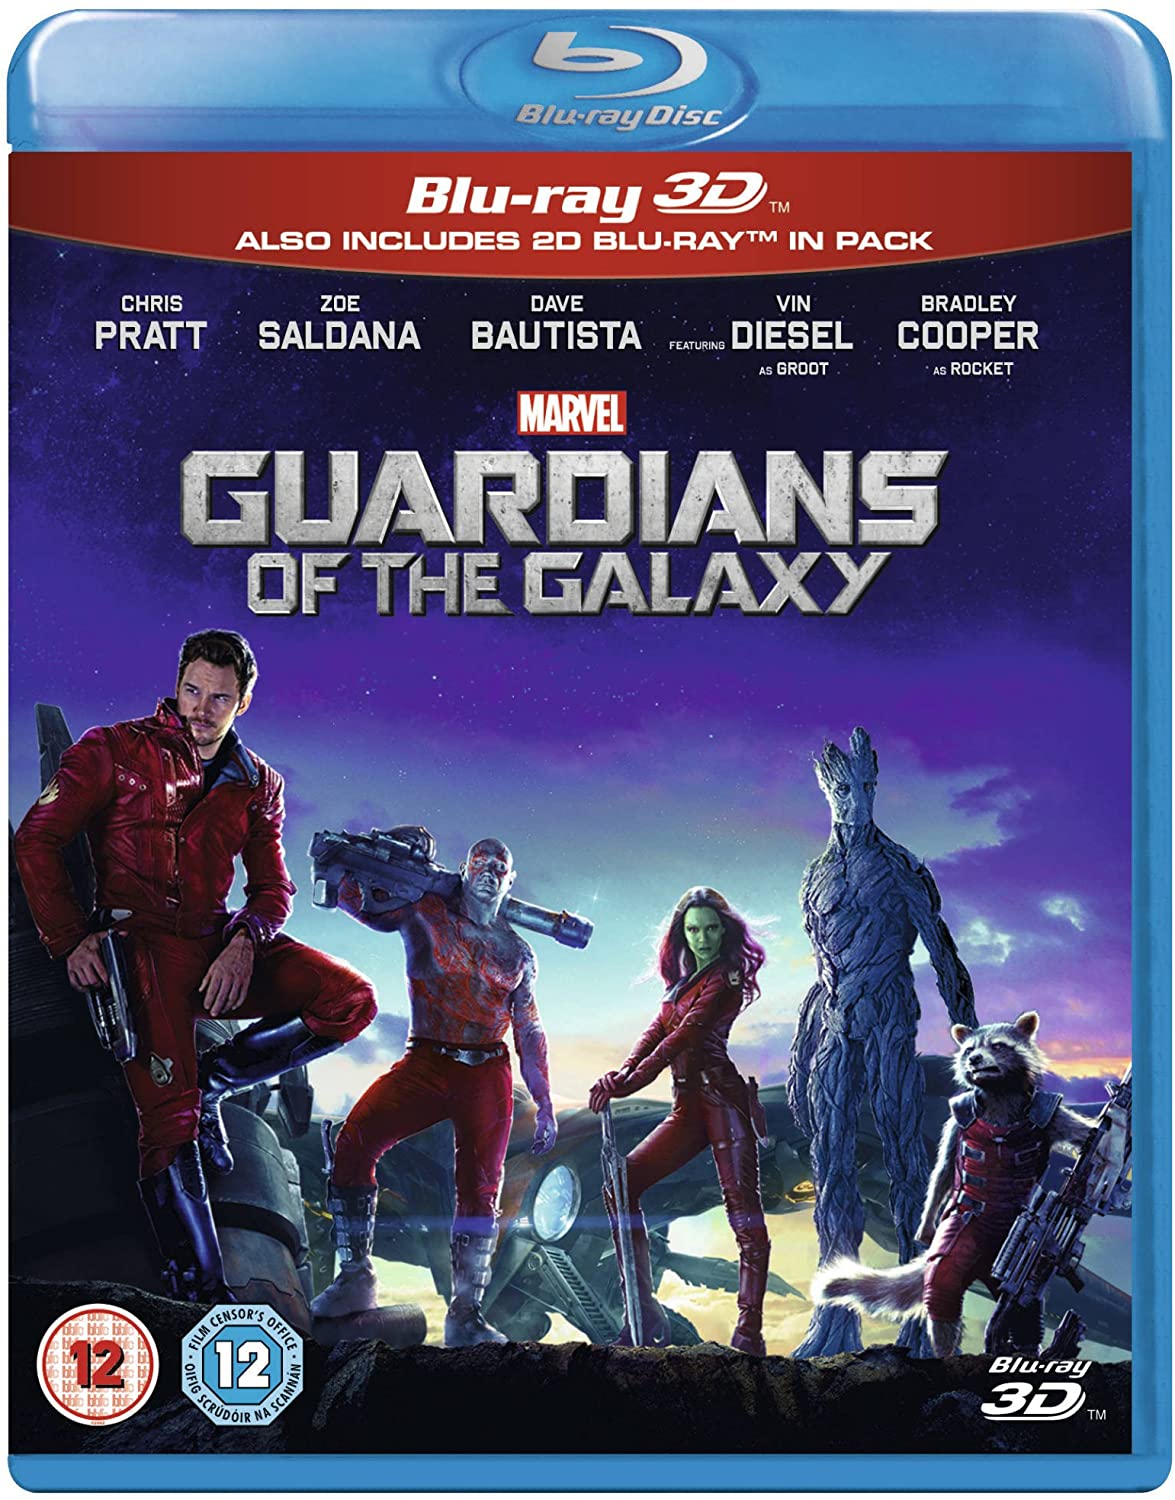 Blu-ray Disc
Blu-ray 3D™
ALSO INCLUDES 2D BLU-RAY™ IN PACK
CHRIS PRATT
ZOE SALDANA
DAVE BAUTISTA
FEATURING VIN DIESEL AS GROOT
BRADLEY COOPER AS ROCKET
MARVEL
GUARDIANS
OF THE GALAXY
12
FILM CENSOR'S OFFICE
12
OIFIG SCRÚDÓIR NA SCANNÁN
Blu-ray
3D™